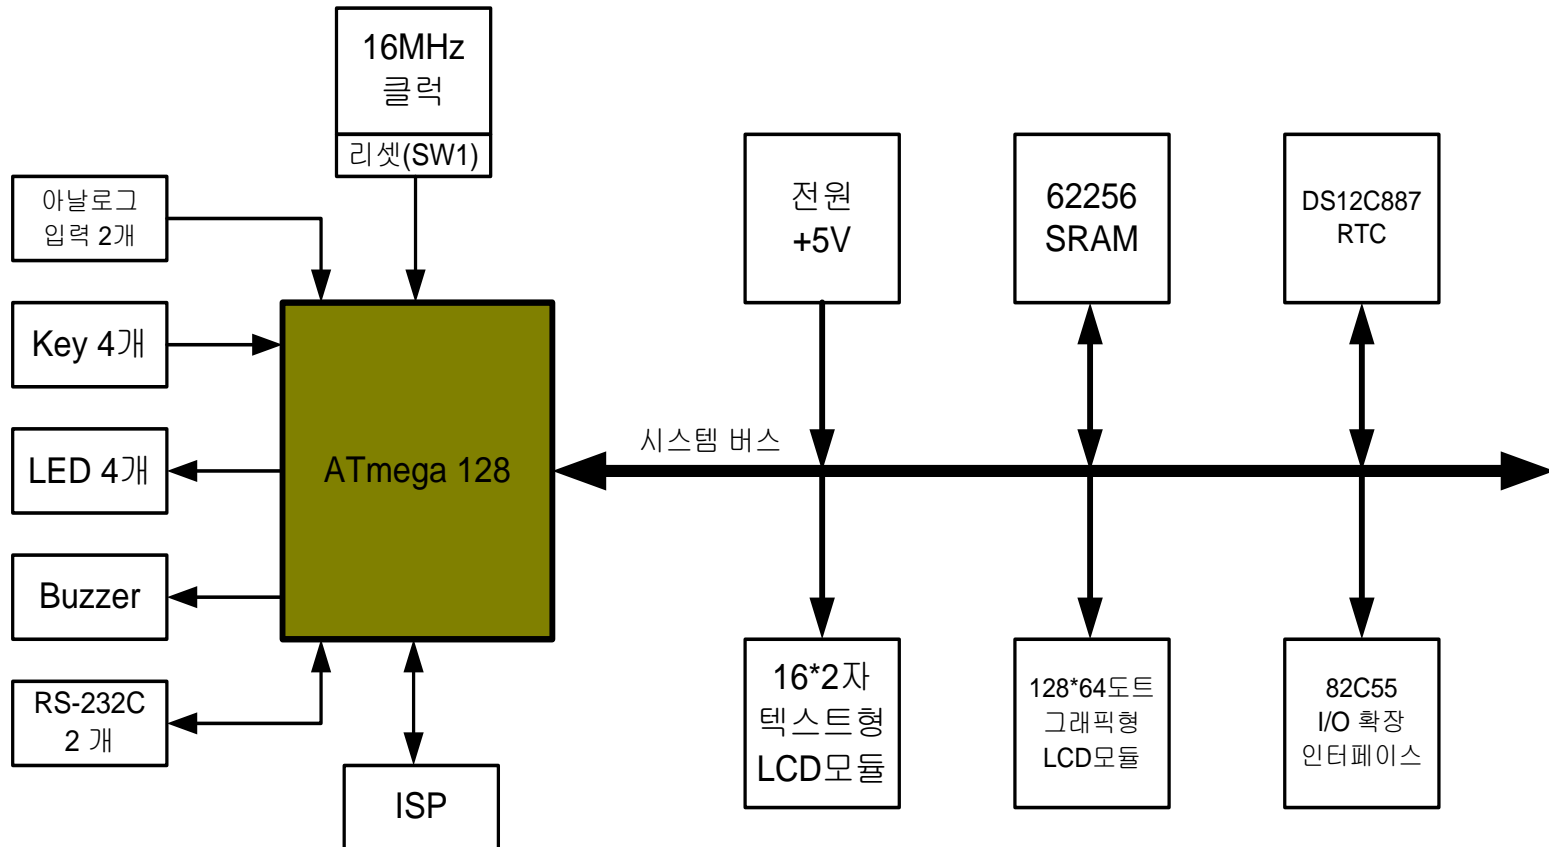 16MHz
클럭
리셋(SW1)
아날로그
입력 2개
Key 4개
LED 4개
Buzzer
RS-232C
2 개
ATmega 128
ISP
시스템 버스
전원
+5V
62256
SRAM
DS12C887
RTC
16*2자
텍스트형
LCD모듈
128*64도트
그래픽형
LCD모듈
82C55
I/O 확장
인터페이스